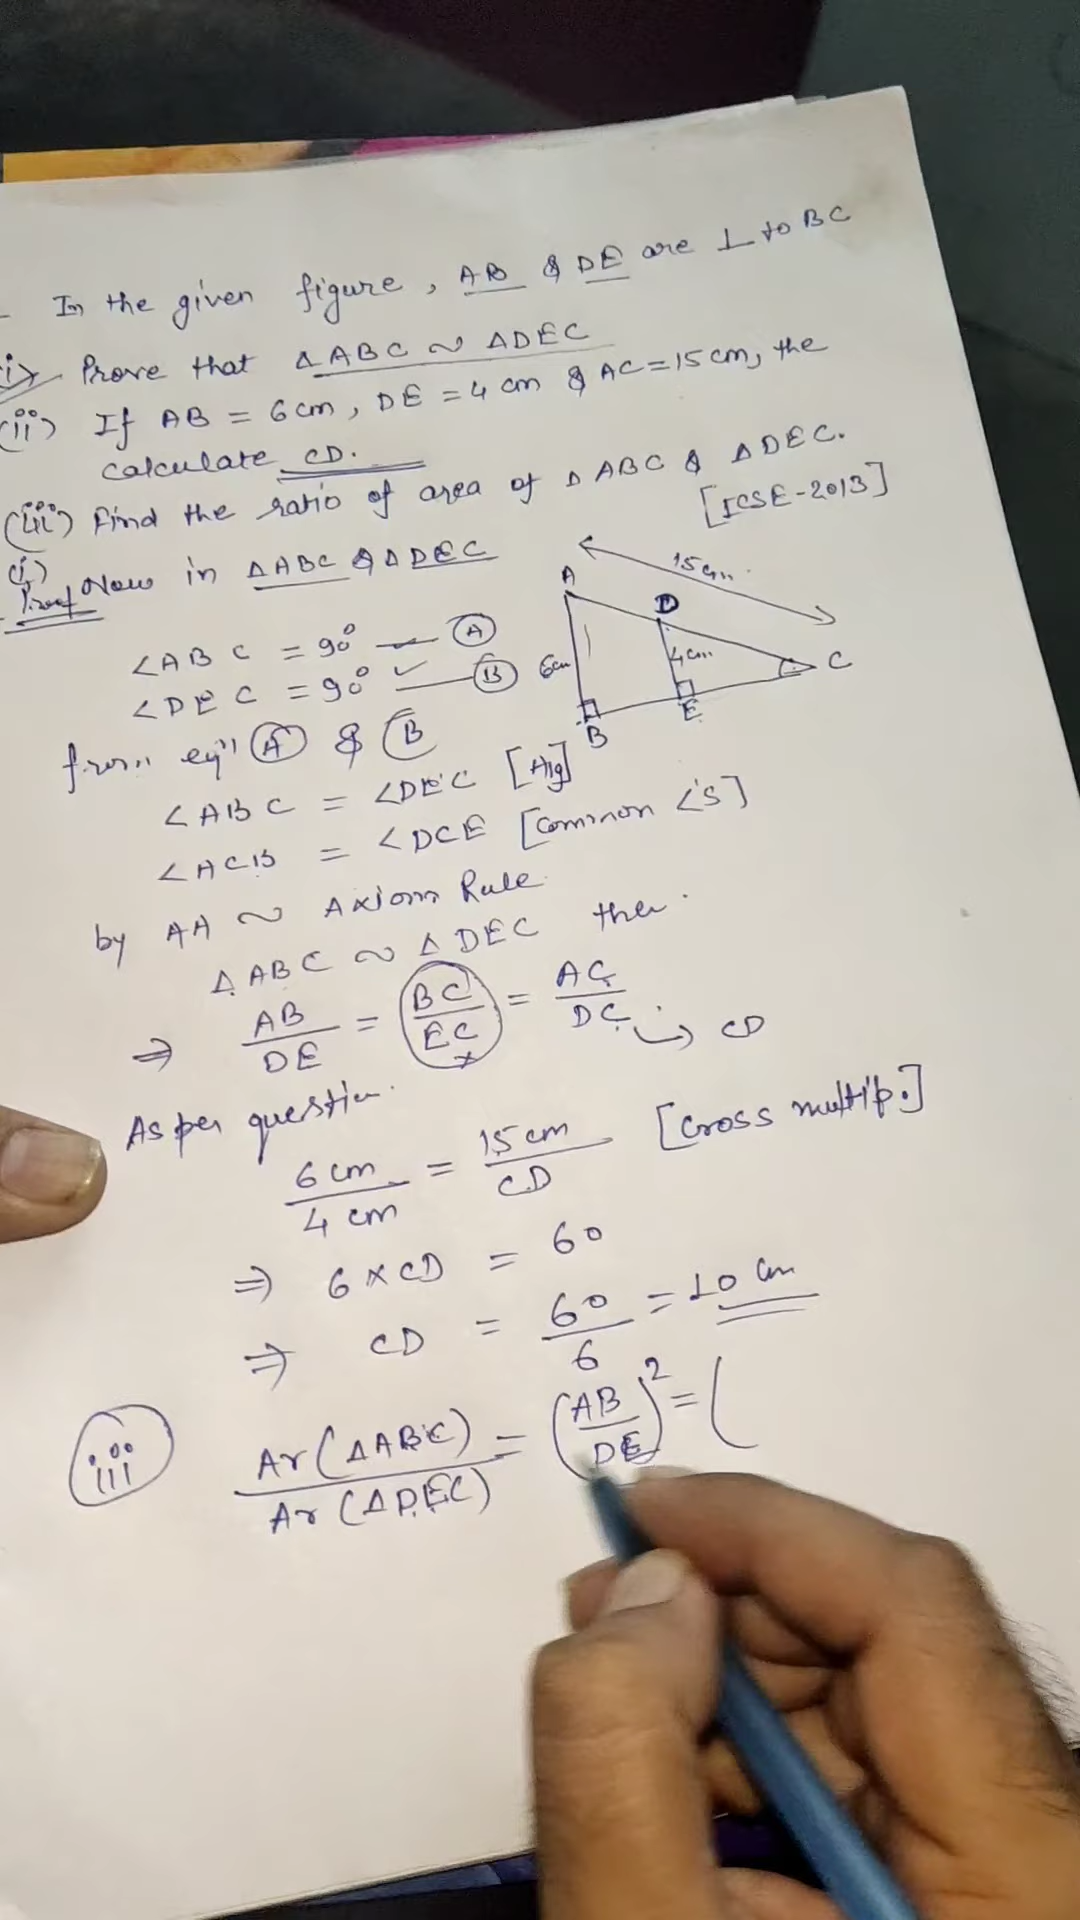 In the given figure, AB & DE are ⊥ to BC
i) Prove that ∆ABC ~ ∆DEC
(ii) If AB = 6cm, DE = 4 cm & AC = 15 cm, the
calculate CD.
(iii) Find the ratio of area of ∆ ABC & ∆ DEC.
[ICSE-2013]
(i)
Proof Now in ∆ABC & ∆ DEC
∠ABC = 90° — (A)
∠DEC = 90° ✓ — (B)
15cm.
A
D
6cm
4cm
C
B
E
from eqⁿ (A) & (B)
∠ABC = ∠DEC [Alg]
∠ACB = ∠DCE [Common ∠'s]
by AA ~ Axiom Rule
∆ ABC ~ ∆ DEC then
⇒ AB/DE = BC/EC = AC/DC → CD
×
As per question
6 cm/4 cm = 15 cm/CD [Cross multip.]
⇒ 6 × CD = 60
⇒ CD = 60/6 = 10 cm
iii Ar(∆ABC)/Ar(∆DEC) = (AB/DE)² = (